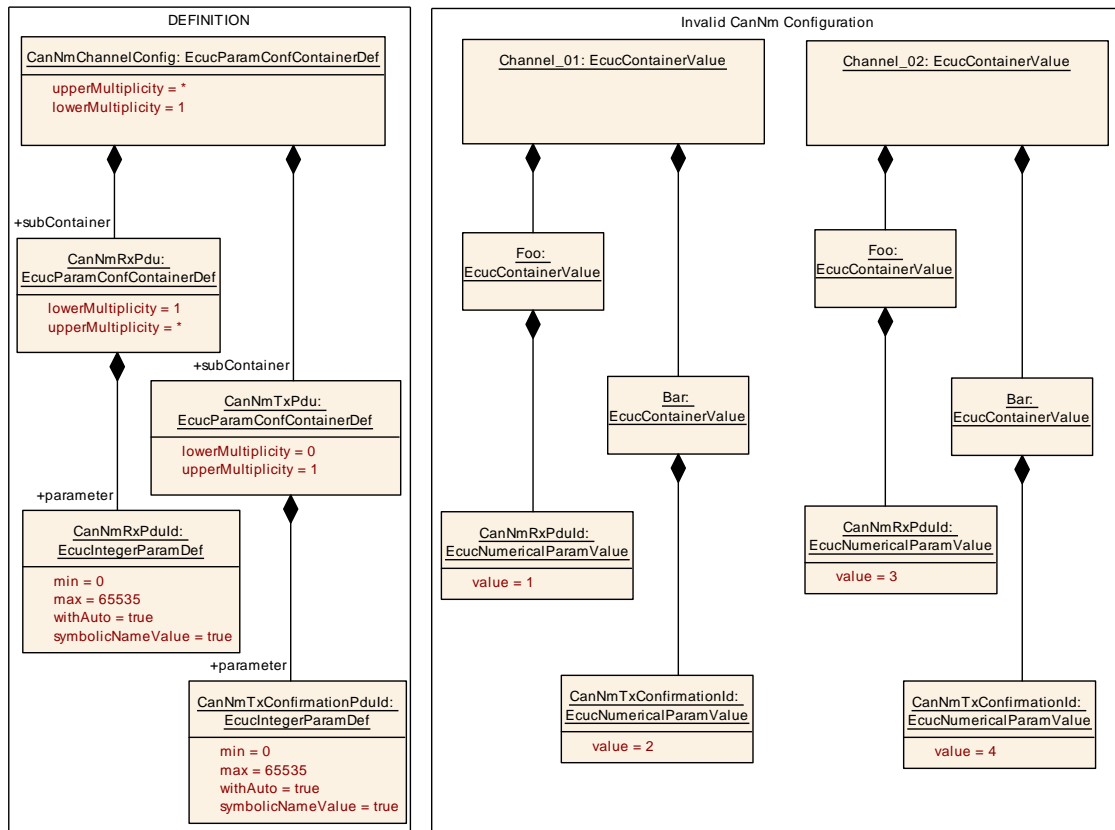 DEFINITION
CanNmChannelConfig: EcucParamConfContainerDef
upperMultiplicity = *
lowerMultiplicity = 1
+subContainer
CanNmRxPdu:
EcucParamConfContainerDef
lowerMultiplicity = 1
upperMultiplicity = *
+subContainer
CanNmTxPdu:
EcucParamConfContainerDef
lowerMultiplicity = 0
upperMultiplicity = 1
+parameter
CanNmRxPduId:
EcucIntegerParamDef
min = 0
max = 65535
withAuto = true
symbolicNameValue = true
+parameter
CanNmTxConfirmationPduId:
EcucIntegerParamDef
min = 0
max = 65535
withAuto = true
symbolicNameValue = true
Invalid CanNm Configuration
Channel_01: EcucContainerValue
Foo:
EcucContainerValue
Bar:
EcucContainerValue
CanNmRxPduId:
EcucNumericalParamValue
value = 1
CanNmTxConfirmationId:
EcucNumericalParamValue
value = 2
Channel_02: EcucContainerValue
Foo:
EcucContainerValue
Bar:
EcucContainerValue
CanNmRxPduId:
EcucNumericalParamValue
value = 3
CanNmTxConfirmationId:
EcucNumericalParamValue
value = 4